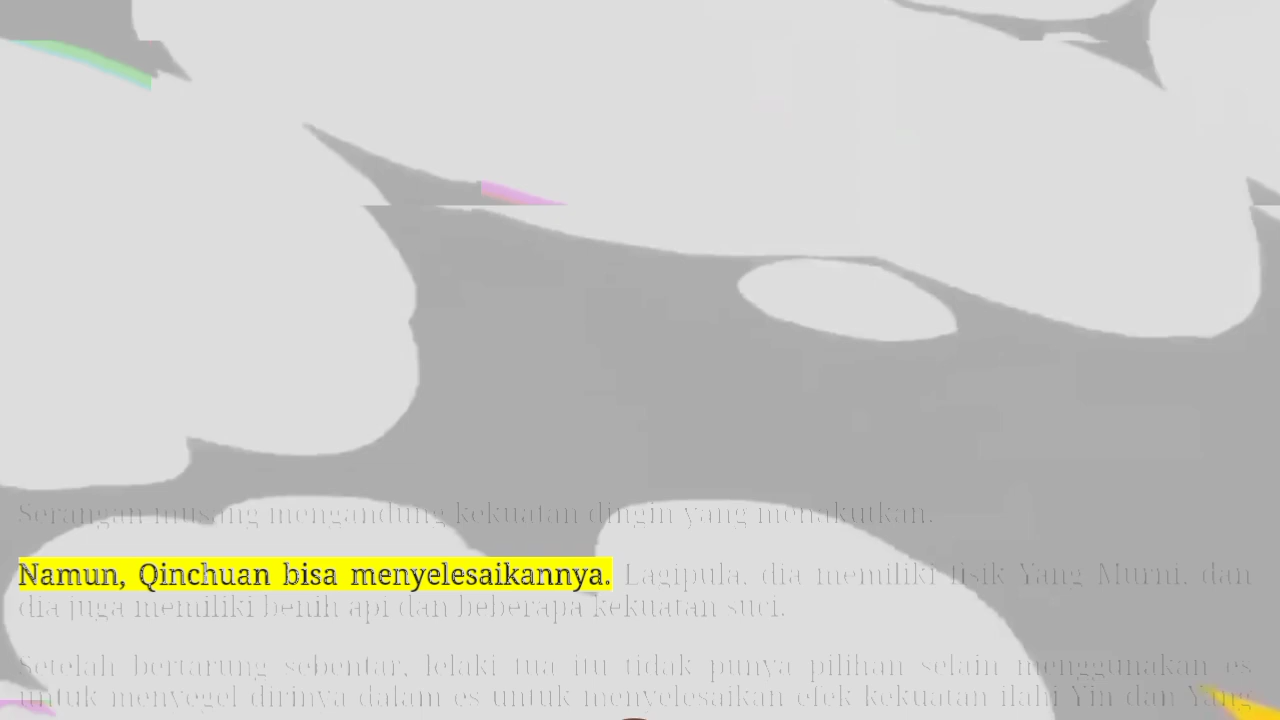 Serangan musang mengandung kekuatan dingin yang menakutkan.
Namun, Qinchuan bisa menyelesaikannya. Lagipula, dia memiliki fisik Yang Murni, dan
dia juga memiliki benih api dan beberapa kekuatan suci.
Setelah bertarung sebentar, lelaki tua itu tidak punya pilihan selain menggunakan es
untuk menyegel dirinya dalam es untuk menyelesaikan efek kekuatan ilahi Yin dan Yang